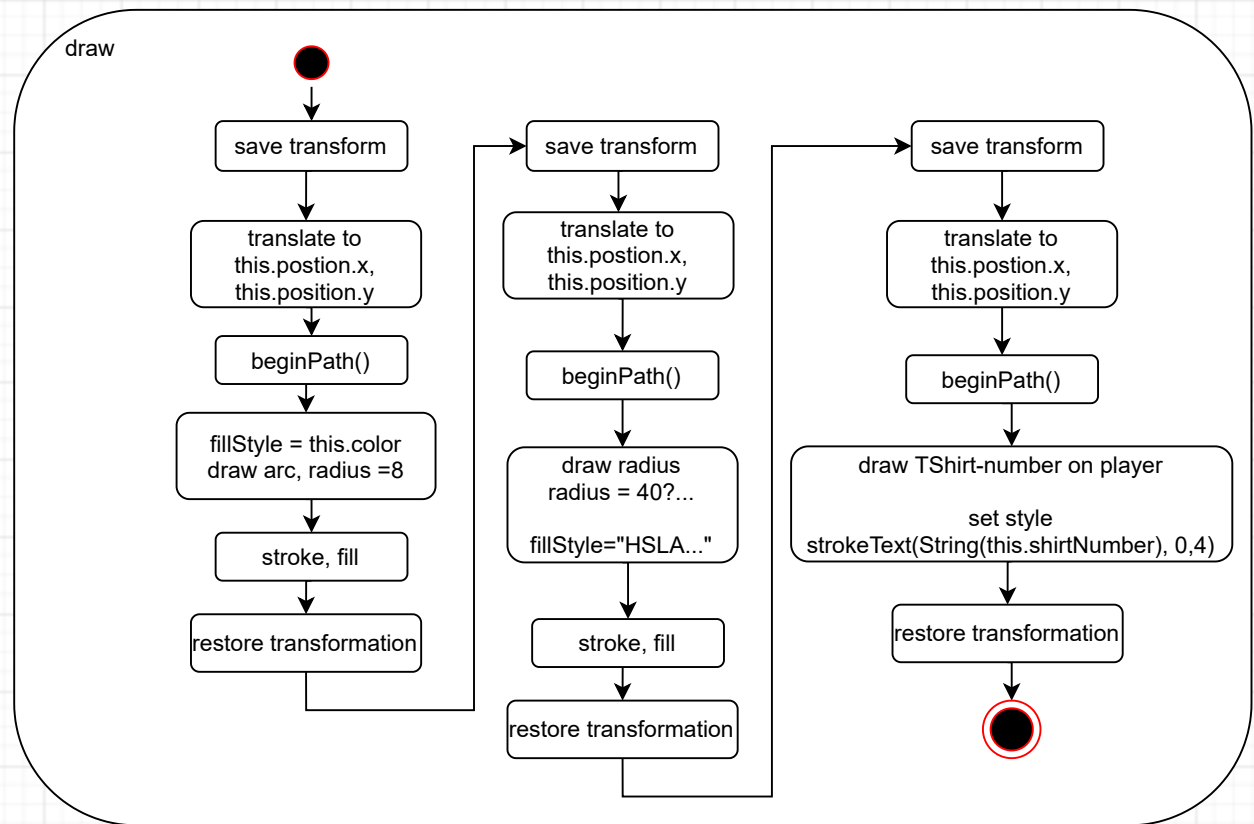 draw
save transform
translate to
this.postion.x,
this.position.y
beginPath()
fillStyle = this.color
draw arc, radius =8
stroke, fill
restore transformation
save transform
translate to
this.postion.x,
this.position.y
beginPath()
draw radius
radius = 40?...
fillStyle="HSLA..."
stroke, fill
restore transformation
save transform
translate to
this.postion.x,
this.position.y
beginPath()
draw TShirt-number on player
set style
strokeText(String(this.shirtNumber), 0,4)
restore transformation